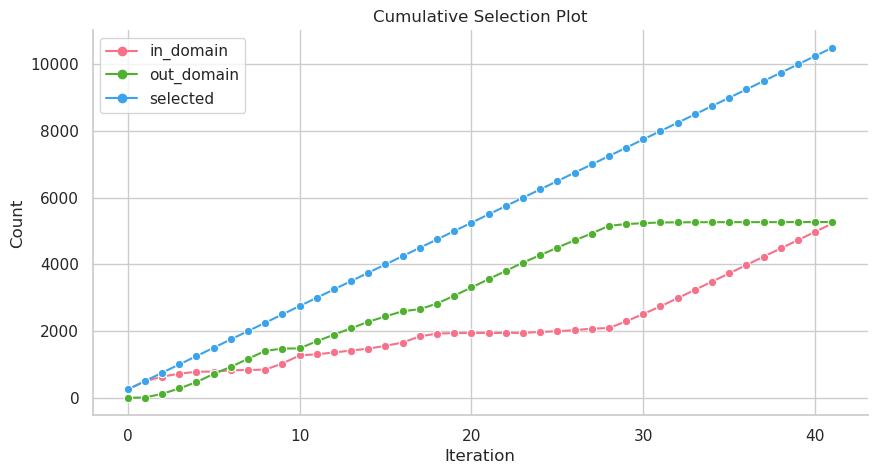 Cumulative Selection Plot
in_domain
out_domain
selected
10000
8000
6000
4000
2000
0
Count
0 10 20 30 40
Iteration